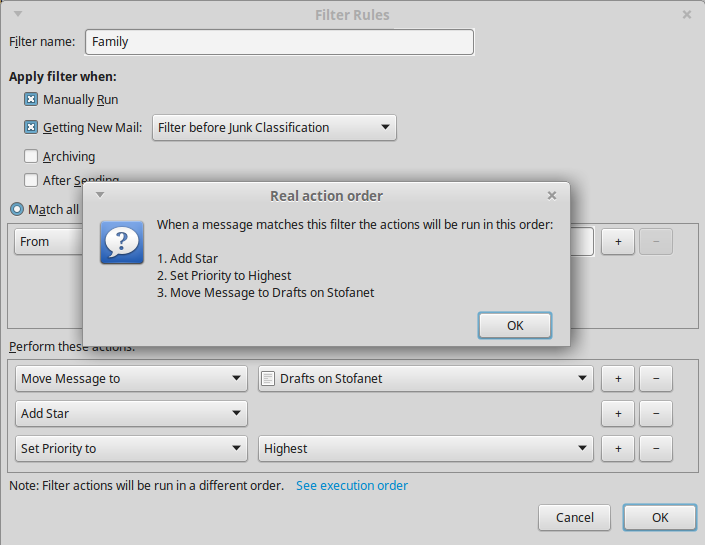 Filter Rules
Filter name: Family
Apply filter when:
Manually Run
Getting New Mail: Filter before Junk Classification
Archiving
After Sending
Real action order
Match all
When a message matches this filter the actions will be run in this order:
From + −
1. Add Star
2. Set Priority to Highest
3. Move Message to Drafts on Stofanet
OK
Perform these actions:
Move Message to Drafts on Stofanet + −
Add Star + −
Set Priority to Highest + −
Note: Filter actions will be run in a different order. See execution order
Cancel OK